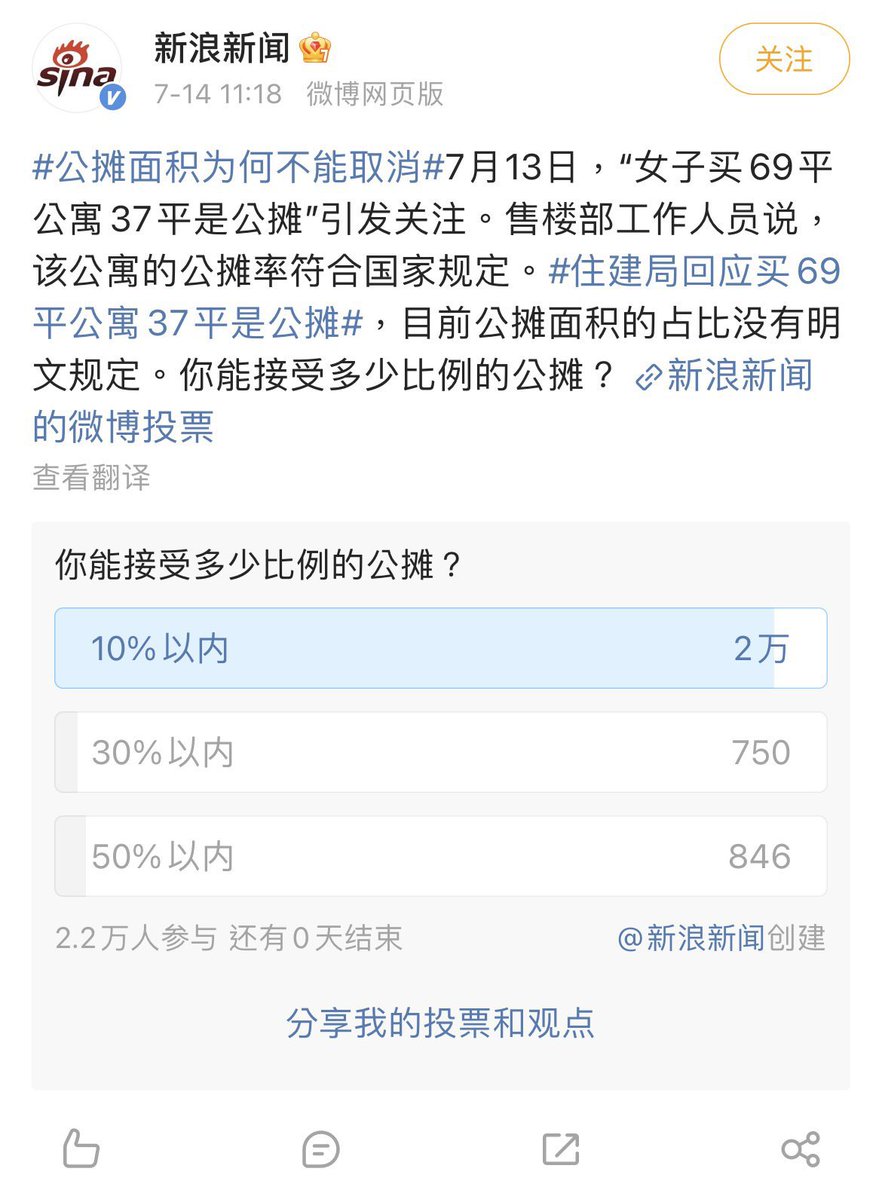 sina
新浪新闻
关注
7-14 11:18 微博网页版
#公摊面积为何不能取消#7月13日，“女子买69平
公寓37平是公摊”引发关注。售楼部工作人员说，
该公寓的公摊率符合国家规定。#住建局回应买69
平公寓37平是公摊#，目前公摊面积的占比没有明
文规定。你能接受多少比例的公摊？ 新浪新闻
的微博投票
查看翻译
你能接受多少比例的公摊？
10%以内 2万
30%以内 750
50%以内 846
2.2万人参与 还有0天结束 @新浪新闻创建
分享我的投票和观点